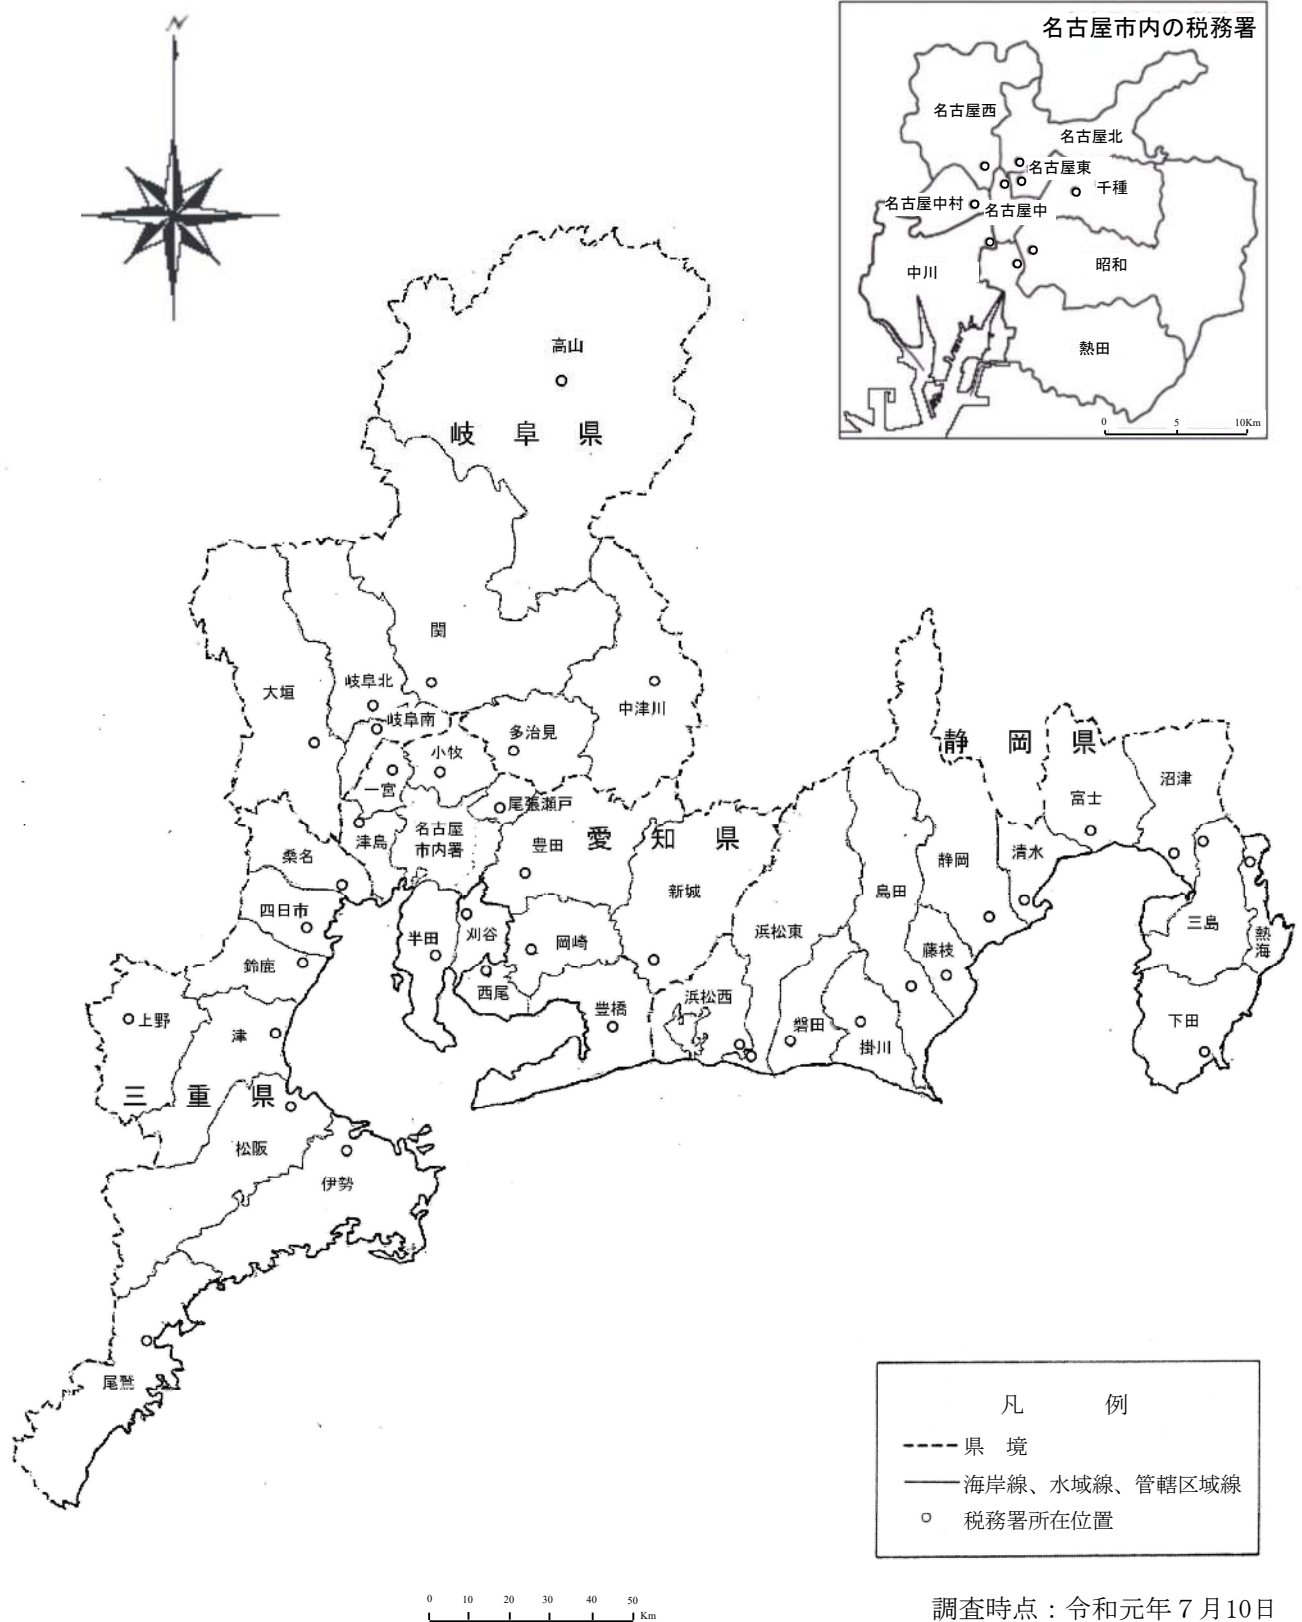 N
名古屋市内の税務署
名古屋西
名古屋北
名古屋東
千種
名古屋中村
名古屋中
中川
昭和
熱田
0 5 10Km
高山
岐阜県
関
大垣
岐阜北
岐阜南
中津川
多治見
小牧
一宮
尾張瀬戸
津島
名古屋
市内署
豊田
愛知県
静岡県
沼津
富士
桑名
新城
島田
静岡
清水
四日市
半田
刈谷
岡崎
浜松東
藤枝
三島
熱海
鈴鹿
西尾
浜松西
豊橋
磐田
掛川
下田
上野
津
三重県
松阪
伊勢
尾鷲
凡例
県境
海岸線、水域線、管轄区域線
税務署所在位置
0 10 20 30 40 50
Km
調査時点：令和元年７月10日